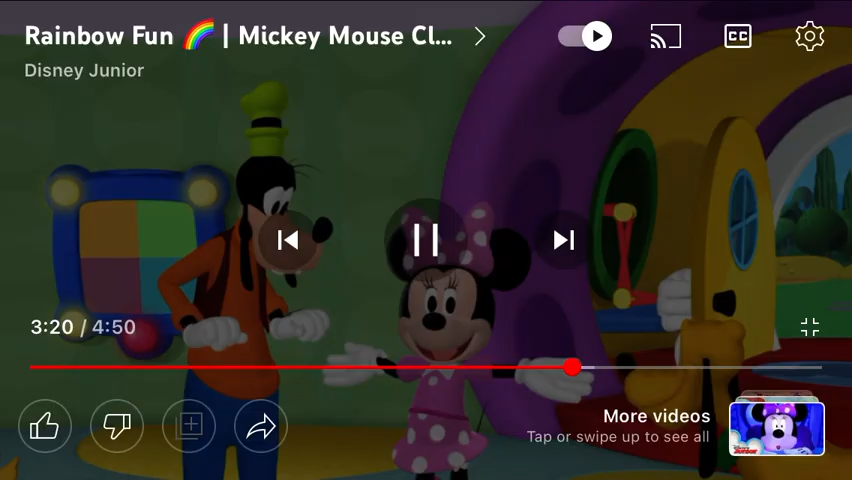 Rainbow Fun 🌈 | Mickey Mouse Cl...
Disney Junior
CC
3:20 / 4:50
More videos
Tap or swipe up to see all